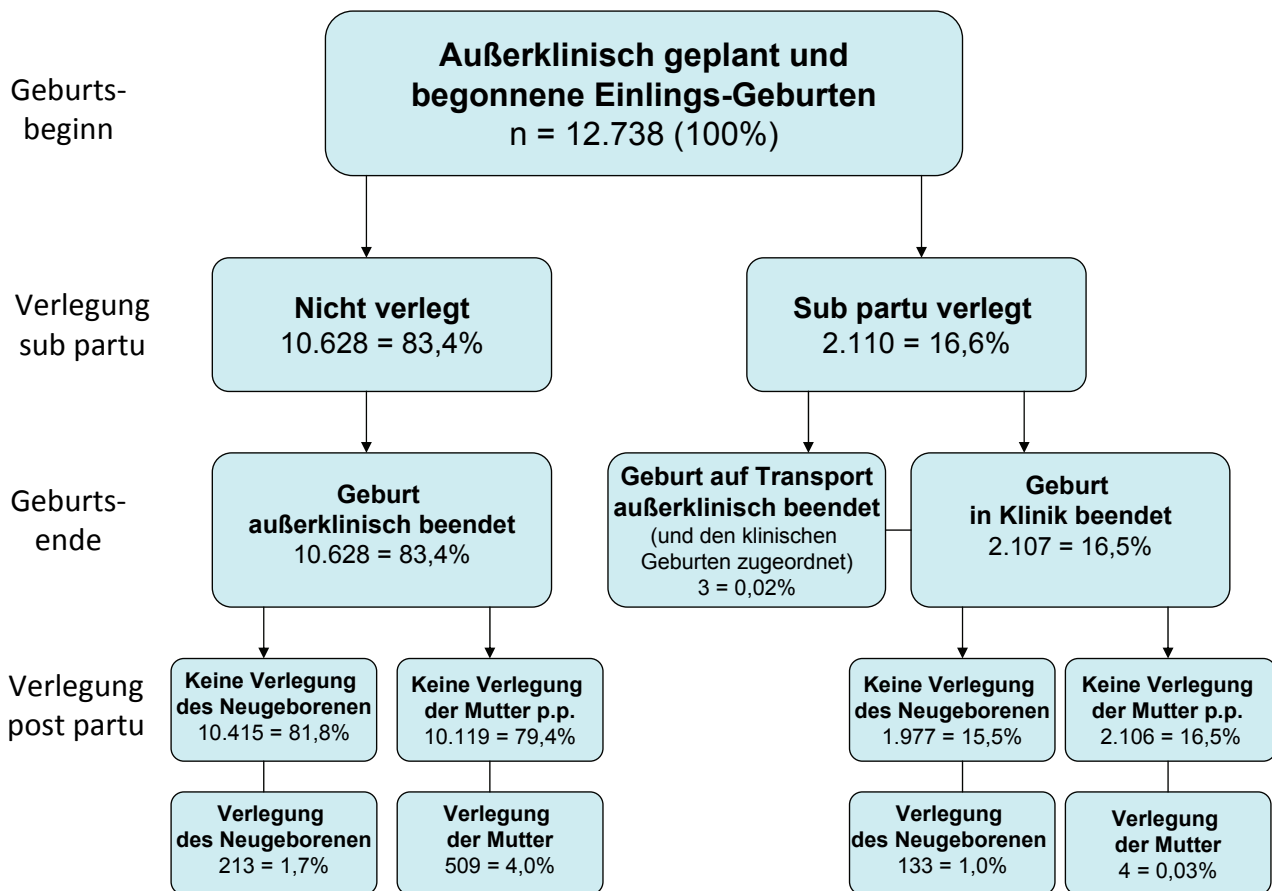 Geburts-
beginn
Außerklinisch geplant und
begonnene Einlings-Geburten
n = 12.738 (100%)
Verlegung
sub partu
Nicht verlegt
10.628 = 83,4%
Sub partu verlegt
2.110 = 16,6%
Geburts-
ende
Geburt
außerklinisch beendet
10.628 = 83,4%
Geburt auf Transport
außerklinisch beendet
(und den klinischen
Geburten zugeordnet)
3 = 0,02%
Geburt
in Klinik beendet
2.107 = 16,5%
Verlegung
post partu
Keine Verlegung
des Neugeborenen
10.415 = 81,8%
Keine Verlegung
der Mutter p.p.
10.119 = 79,4%
Keine Verlegung
des Neugeborenen
1.977 = 15,5%
Keine Verlegung
der Mutter p.p.
2.106 = 16,5%
Verlegung
des Neugeborenen
213 = 1,7%
Verlegung
der Mutter
509 = 4,0%
Verlegung
des Neugeborenen
133 = 1,0%
Verlegung
der Mutter
4 = 0,03%